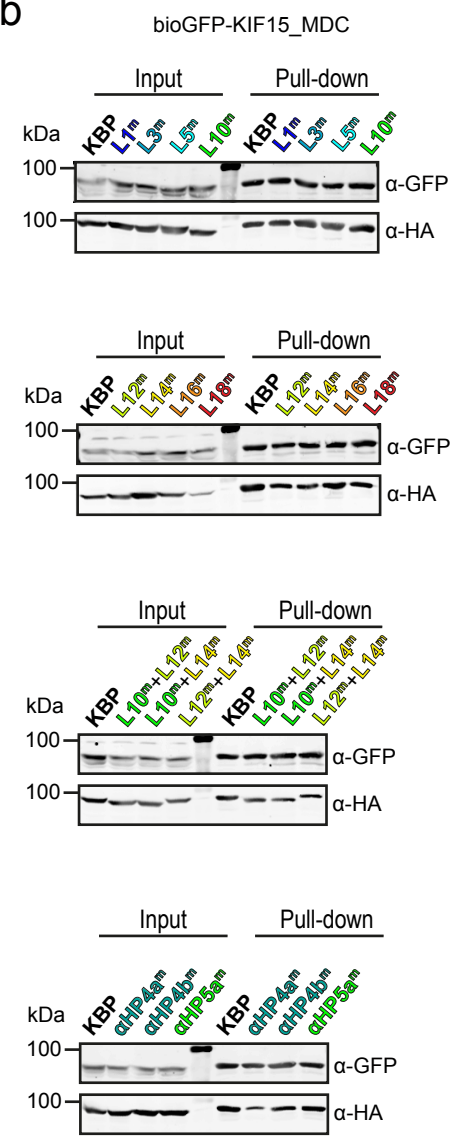 b
bioGFP-KIF15_MDC
Input Pull-down
kDa KBP L1ᵐ L3ᵐ L5ᵐ L10ᵐ KBP L1ᵐ L3ᵐ L5ᵐ L10ᵐ
100 α-GFP
100 α-HA
Input Pull-down
kDa KBP L12ᵐ L14ᵐ L16ᵐ L18ᵐ KBP L12ᵐ L14ᵐ L16ᵐ L18ᵐ
100 α-GFP
100 α-HA
Input Pull-down
kDa KBP L10ᵐ+L12ᵐ L10ᵐ+L14ᵐ L12ᵐ+L14ᵐ KBP L10ᵐ+L12ᵐ L10ᵐ+L14ᵐ L12ᵐ+L14ᵐ
100 α-GFP
100 α-HA
Input Pull-down
kDa KBP αHP4aᵐ αHP4bᵐ αHP5aᵐ KBP αHP4aᵐ αHP4bᵐ αHP5aᵐ
100 α-GFP
100 α-HA